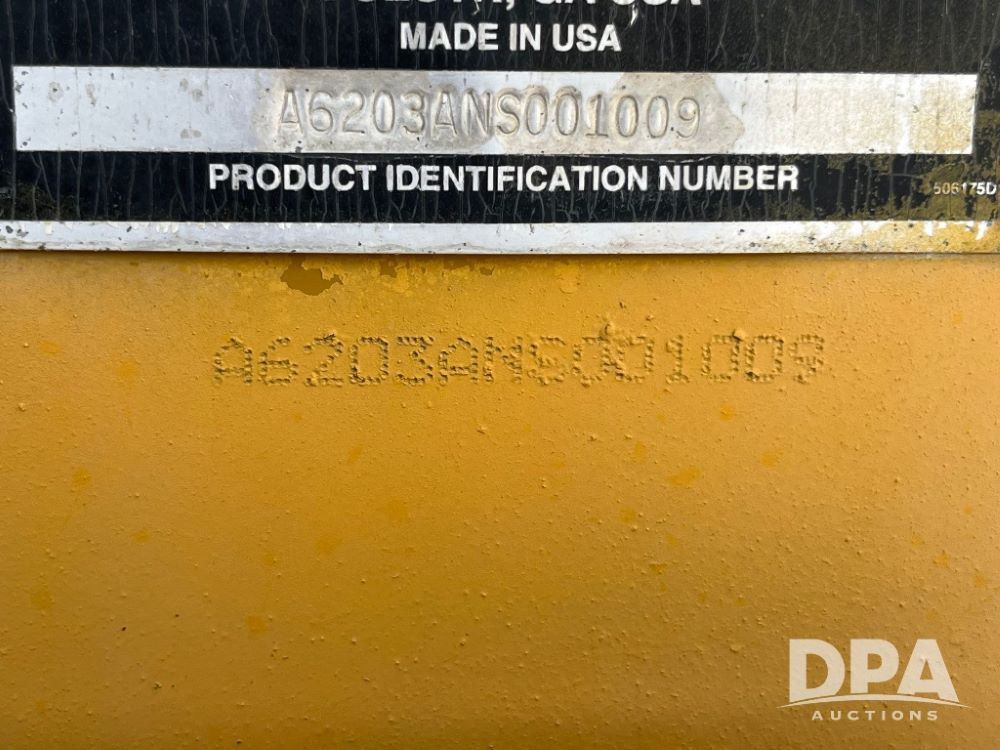 MADE IN USA
A6203ANS001009
PRODUCT IDENTIFICATION NUMBER
506175D
A6203ANS001009
DPA
AUCTIONS